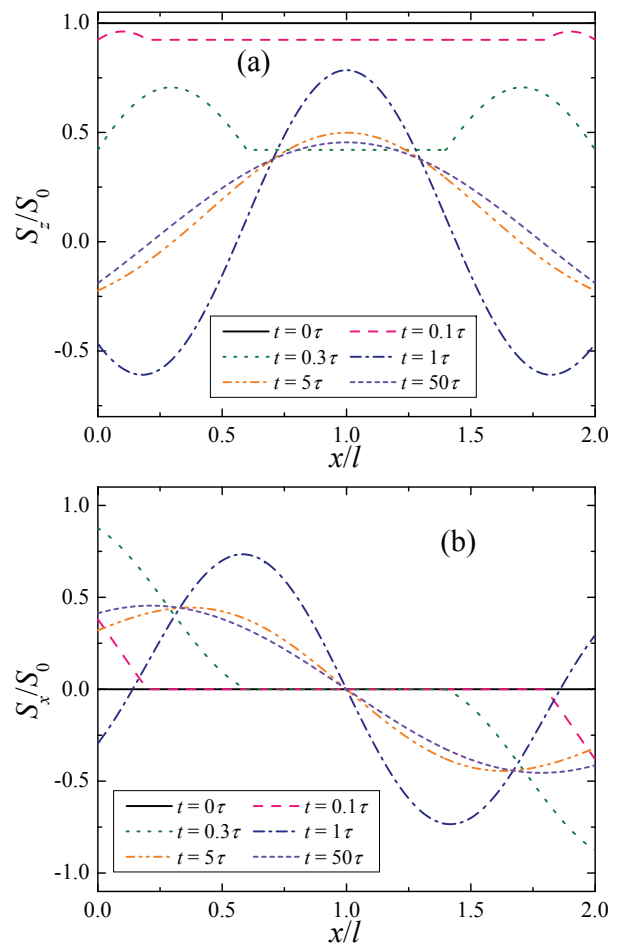 1.0
0.5
0.0
-0.5
S_z/S_0
(a)
t = 0τ t = 0.1τ
t = 0.3τ t = 1τ
t = 5τ t = 50τ
0.0 0.5 1.0 1.5 2.0
x/l
1.0
0.5
0.0
-0.5
-1.0
S_x/S_0
(b)
t = 0τ t = 0.1τ
t = 0.3τ t = 1τ
t = 5τ t = 50τ
0.0 0.5 1.0 1.5 2.0
x/l